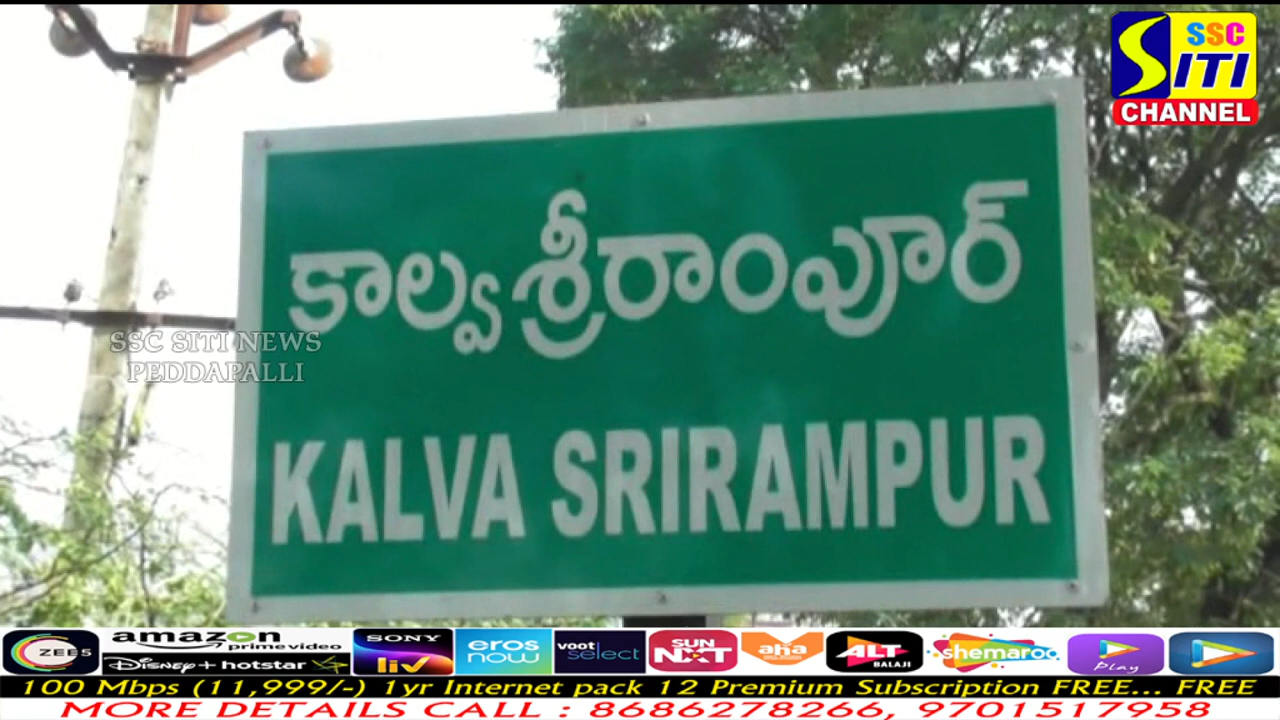 SSC
SITI
CHANNEL
కాల్వశ్రీరాంపూర్
SSC SITI NEWS
PEDDAPALLI
KALVA SRIRAMPUR
ZEE5 amazon prime video Disney+ hotstar SONY liv eros now voot select SUN NXT aha ALT BALAJI shemaroo Play
100 Mbps (11,999/-) 1yr Internet pack 12 Premium Subscription FREE... FREE
MORE DETAILS CALL : 8686278266, 9701517958